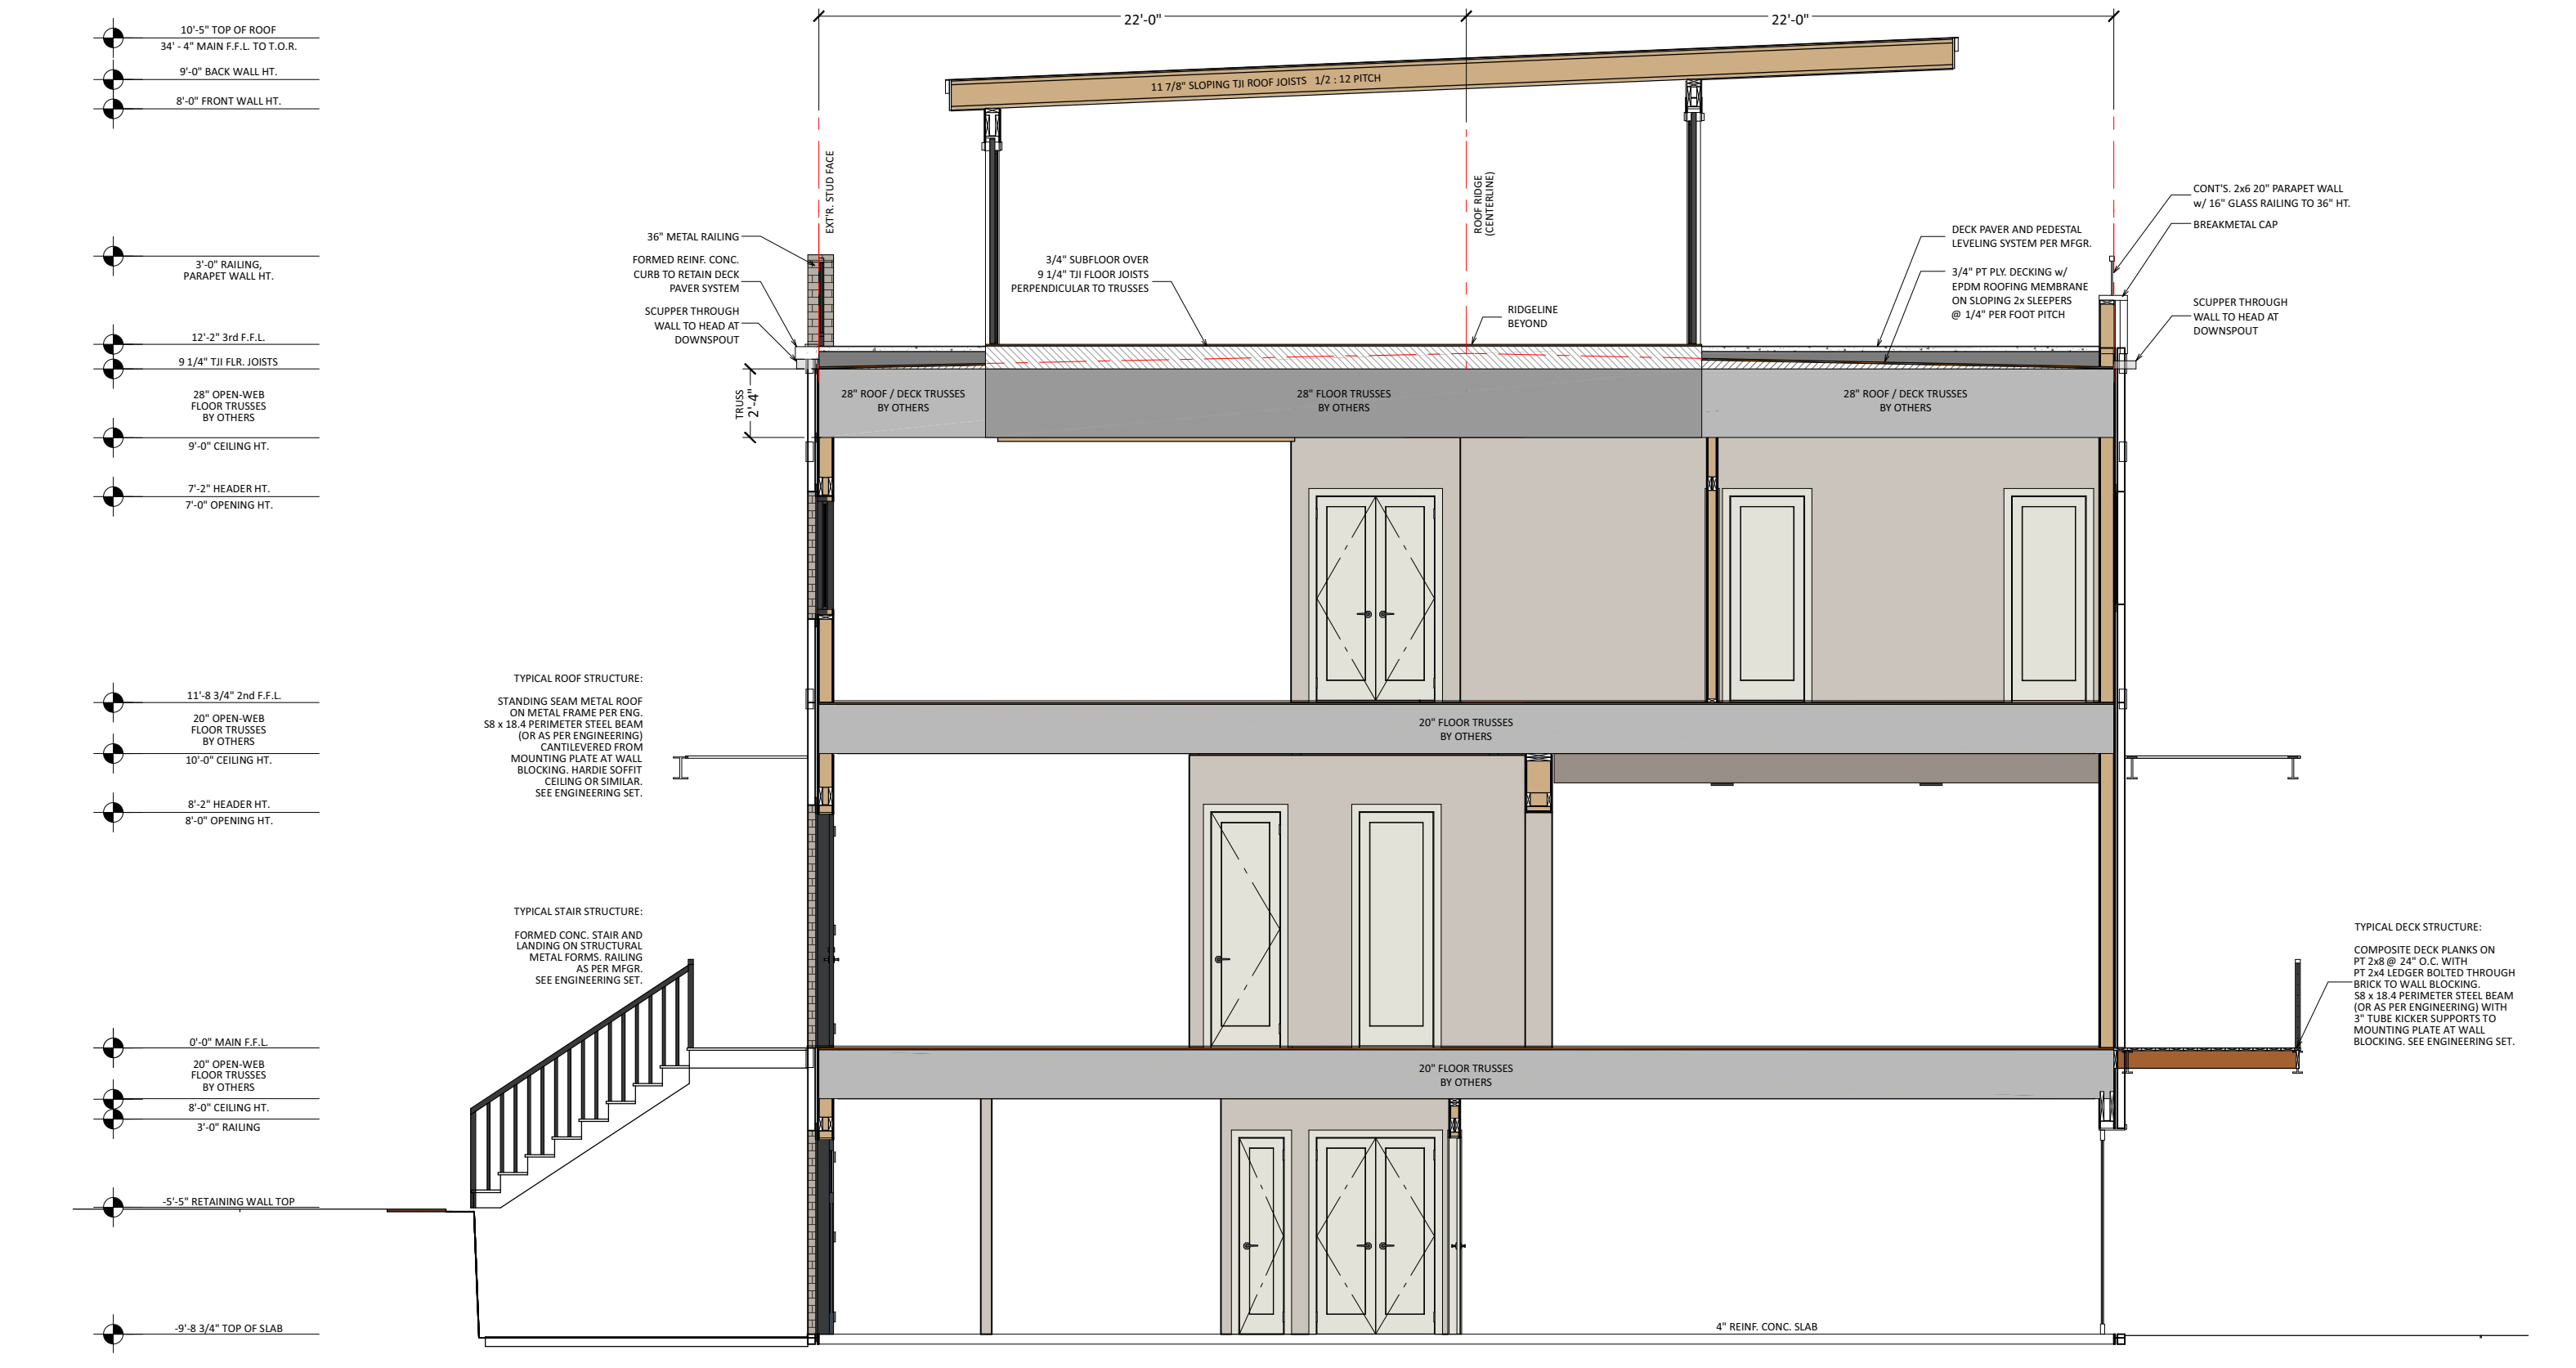 22'-0"
22'-0"
10'-5" TOP OF ROOF
34' - 4" MAIN F.F.L. TO T.O.R.
9'-0" BACK WALL HT.
8'-0" FRONT WALL HT.
3'-0" RAILING,
PARAPET WALL HT.
12'-2" 3rd F.F.L.
9 1/4" TJI FLR. JOISTS
28" OPEN-WEB
FLOOR TRUSSES
BY OTHERS
9'-0" CEILING HT.
7'-2" HEADER HT.
7'-0" OPENING HT.
11'-8 3/4" 2nd F.F.L.
20" OPEN-WEB
FLOOR TRUSSES
BY OTHERS
10'-0" CEILING HT.
8'-2" HEADER HT.
8'-0" OPENING HT.
0'-0" MAIN F.F.L.
20" OPEN-WEB
FLOOR TRUSSES
BY OTHERS
8'-0" CEILING HT.
3'-0" RAILING
-5'-5" RETAINING WALL TOP
-9'-8 3/4" TOP OF SLAB
11 7/8" SLOPING TJI ROOF JOISTS 1/2 : 12 PITCH
EXT'R. STUD FACE
ROOF RIDGE
(CENTERLINE)
36" METAL RAILING
FORMED REINF. CONC.
CURB TO RETAIN DECK
PAVER SYSTEM
SCUPPER THROUGH
WALL TO HEAD AT
DOWNSPOUT
3/4" SUBFLOOR OVER
9 1/4" TJI FLOOR JOISTS
PERPENDICULAR TO TRUSSES
RIDGELINE
BEYOND
DECK PAVER AND PEDESTAL
LEVELING SYSTEM PER MFGR.
3/4" PT PLY. DECKING w/
EPDM ROOFING MEMBRANE
ON SLOPING 2x SLEEPERS
@ 1/4" PER FOOT PITCH
CONT'S. 2x6 20" PARAPET WALL
w/ 16" GLASS RAILING TO 36" HT.
BREAKMETAL CAP
SCUPPER THROUGH
WALL TO HEAD AT
DOWNSPOUT
TRUSS
2'-4"
28" ROOF / DECK TRUSSES
BY OTHERS
28" FLOOR TRUSSES
BY OTHERS
28" ROOF / DECK TRUSSES
BY OTHERS
TYPICAL ROOF STRUCTURE:
STANDING SEAM METAL ROOF
ON METAL FRAME PER ENG.
S8 x 18.4 PERIMETER STEEL BEAM
(OR AS PER ENGINEERING)
CANTILEVERED FROM
MOUNTING PLATE AT WALL
BLOCKING. HARDIE SOFFIT
CEILING OR SIMILAR.
SEE ENGINEERING SET.
20" FLOOR TRUSSES
BY OTHERS
TYPICAL STAIR STRUCTURE:
FORMED CONC. STAIR AND
LANDING ON STRUCTURAL
METAL FORMS. RAILING
AS PER MFGR.
SEE ENGINEERING SET.
TYPICAL DECK STRUCTURE:
COMPOSITE DECK PLANKS ON
PT 2x8 @ 24" O.C. WITH
PT 2x4 LEDGER BOLTED THROUGH
BRICK TO WALL BLOCKING.
S8 x 18.4 PERIMETER STEEL BEAM
(OR AS PER ENGINEERING) WITH
3" TUBE KICKER SUPPORTS TO
MOUNTING PLATE AT WALL
BLOCKING. SEE ENGINEERING SET.
20" FLOOR TRUSSES
BY OTHERS
4" REINF. CONC. SLAB